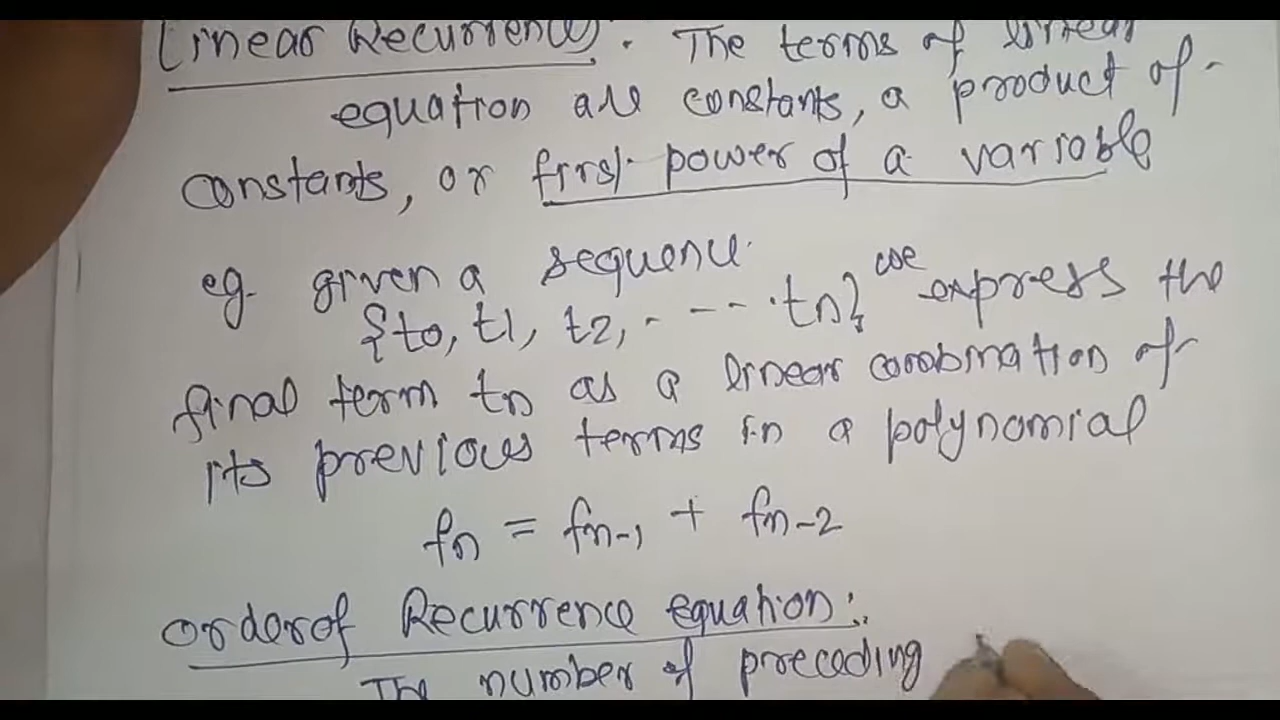 Linear Recurrence: The terms of linear
equation are constants, a product of
constants, or first power of a variable
eg. given a sequence
{t0, t1, t2, - - - - . tn} we express the
final term tn as a linear combination of
its previous terms in a polynomial
fn = fn-1 + fn-2
order of Recurrence equation:
The number of preceding